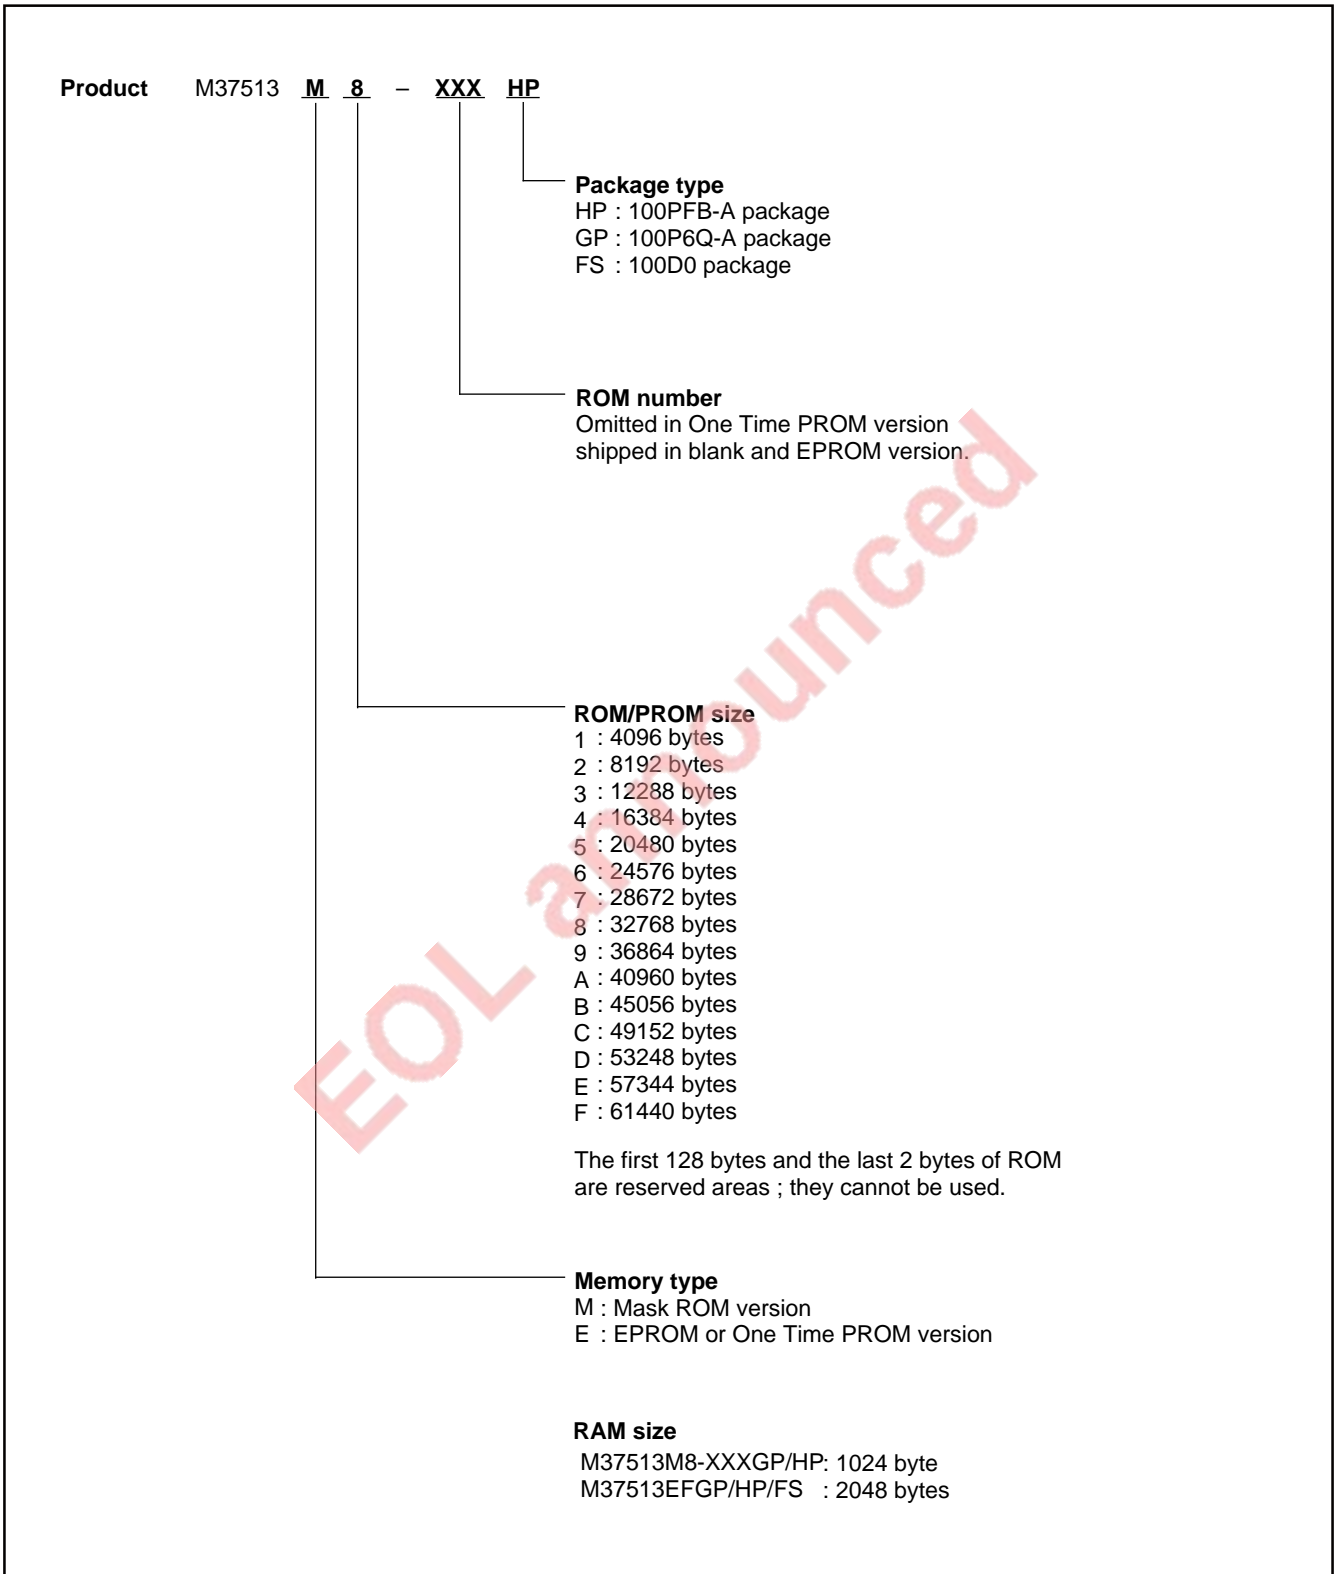 Product M37513 M 8 – XXX HP
Package type
HP : 100PFB-A package
GP : 100P6Q-A package
FS : 100D0 package
ROM number
Omitted in One Time PROM version
shipped in blank and EPROM version.
ROM/PROM size
1 : 4096 bytes
2 : 8192 bytes
3 : 12288 bytes
4 : 16384 bytes
5 : 20480 bytes
6 : 24576 bytes
7 : 28672 bytes
8 : 32768 bytes
9 : 36864 bytes
A : 40960 bytes
B : 45056 bytes
C : 49152 bytes
D : 53248 bytes
E : 57344 bytes
F : 61440 bytes
The first 128 bytes and the last 2 bytes of ROM
are reserved areas ; they cannot be used.
Memory type
M : Mask ROM version
E : EPROM or One Time PROM version
RAM size
M37513M8-XXXGP/HP: 1024 byte
M37513EFGP/HP/FS : 2048 bytes
EOL announced